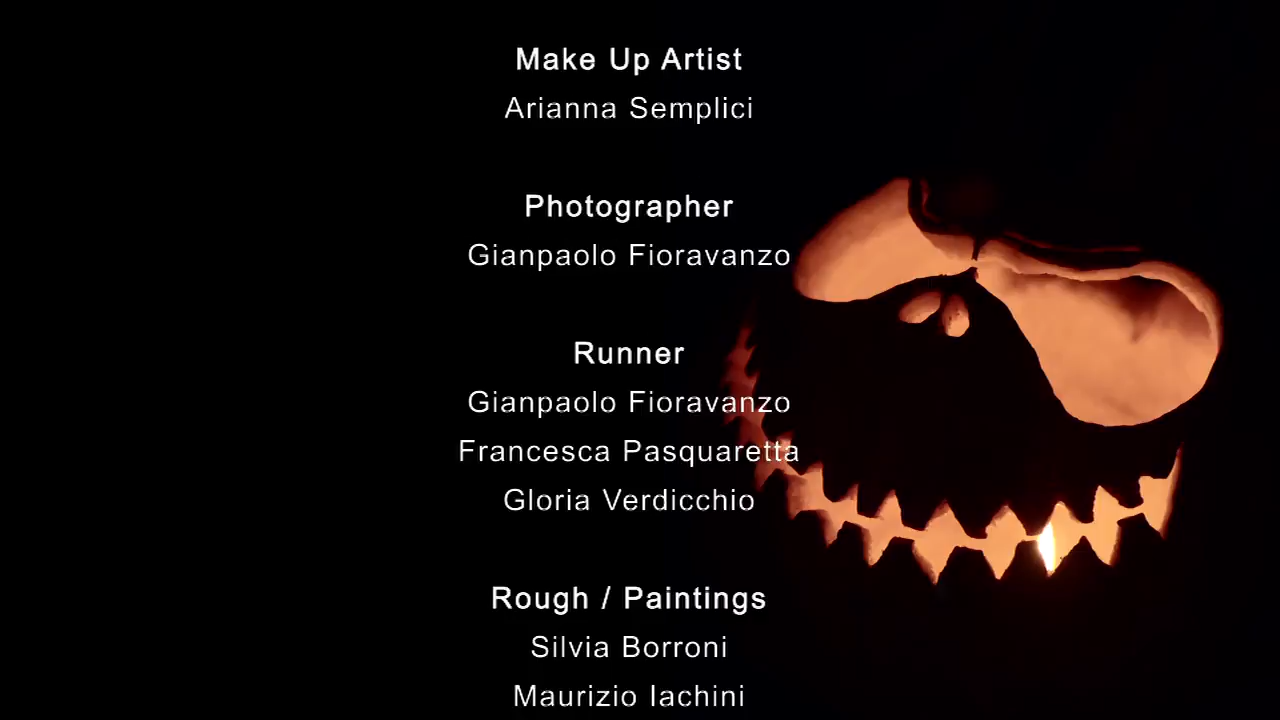 Make Up Artist
Arianna Semplici
Photographer
Gianpaolo Fioravanzo
Runner
Gianpaolo Fioravanzo
Francesca Pasquaretta
Gloria Verdicchio
Rough / Paintings
Silvia Borroni
Maurizio Iachini